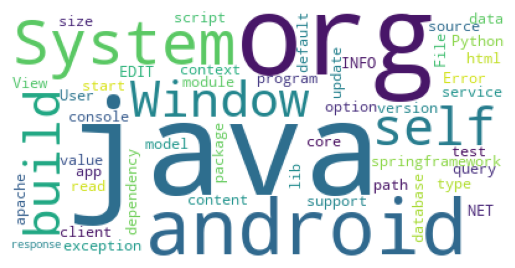 size
script
System
org
default
source
data
Python
View
EDIT
context
program
INFO
update
File
Error
html
User
start
module
Window
option
version
service
build
console
java
self
value
model
package
core
test
app
springframework
query
apache
read
dependency
content
lib
support
path
database
type
client
android
NET
response
exception